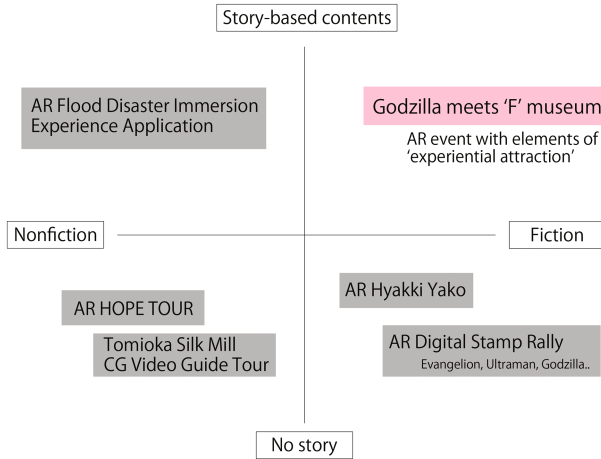 Story-based contents
AR Flood Disaster Immersion
Experience Application
Godzilla meets ‘F’ museum
AR event with elements of
‘experiential attraction’
Nonfiction
Fiction
AR Hyakki Yako
AR HOPE TOUR
Tomioka Silk Mill
CG Video Guide Tour
AR Digital Stamp Rally
Evangelion, Ultraman, Godzilla..
No story